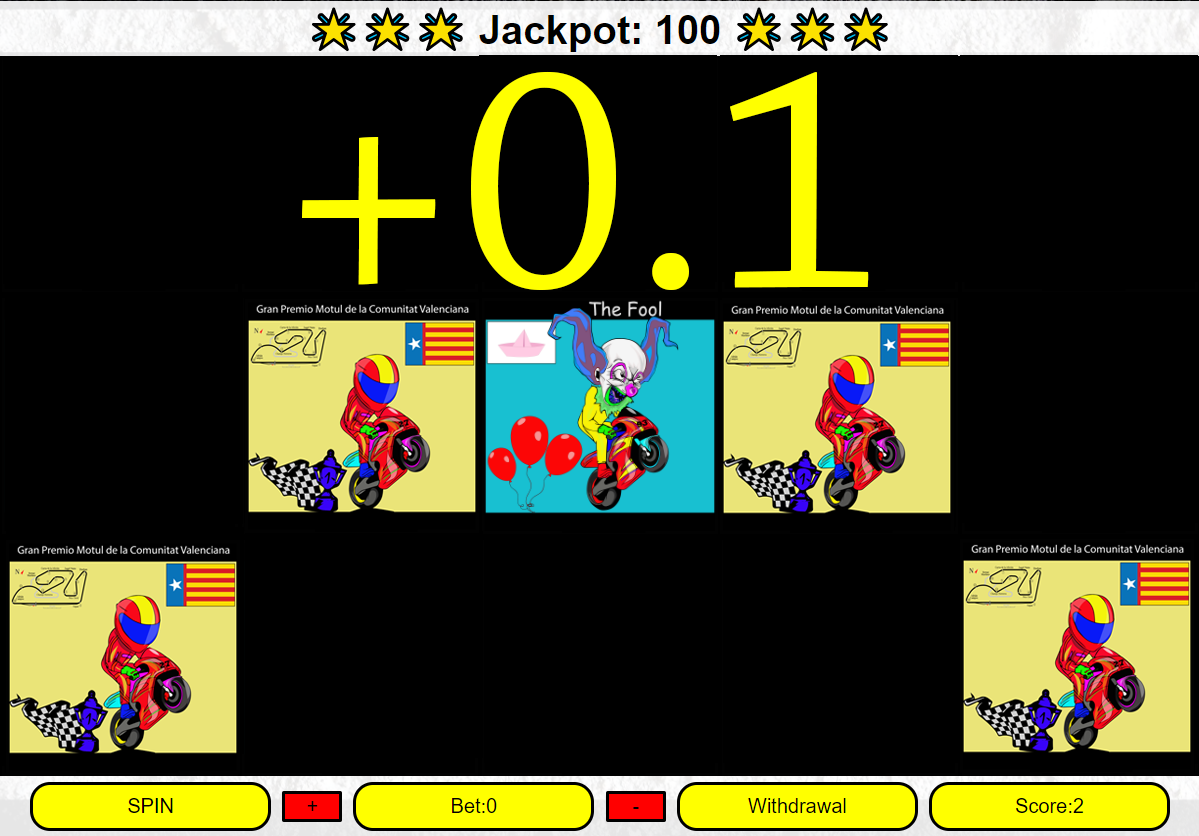 Jackpot: 100
+0.1
Gran Premio Motul de la Comunitat Valenciana
The Fool
Gran Premio Motul de la Comunitat Valenciana
Gran Premio Motul de la Comunitat Valenciana
Gran Premio Motul de la Comunitat Valenciana
SPIN
+
Bet:0
-
Withdrawal
Score:2